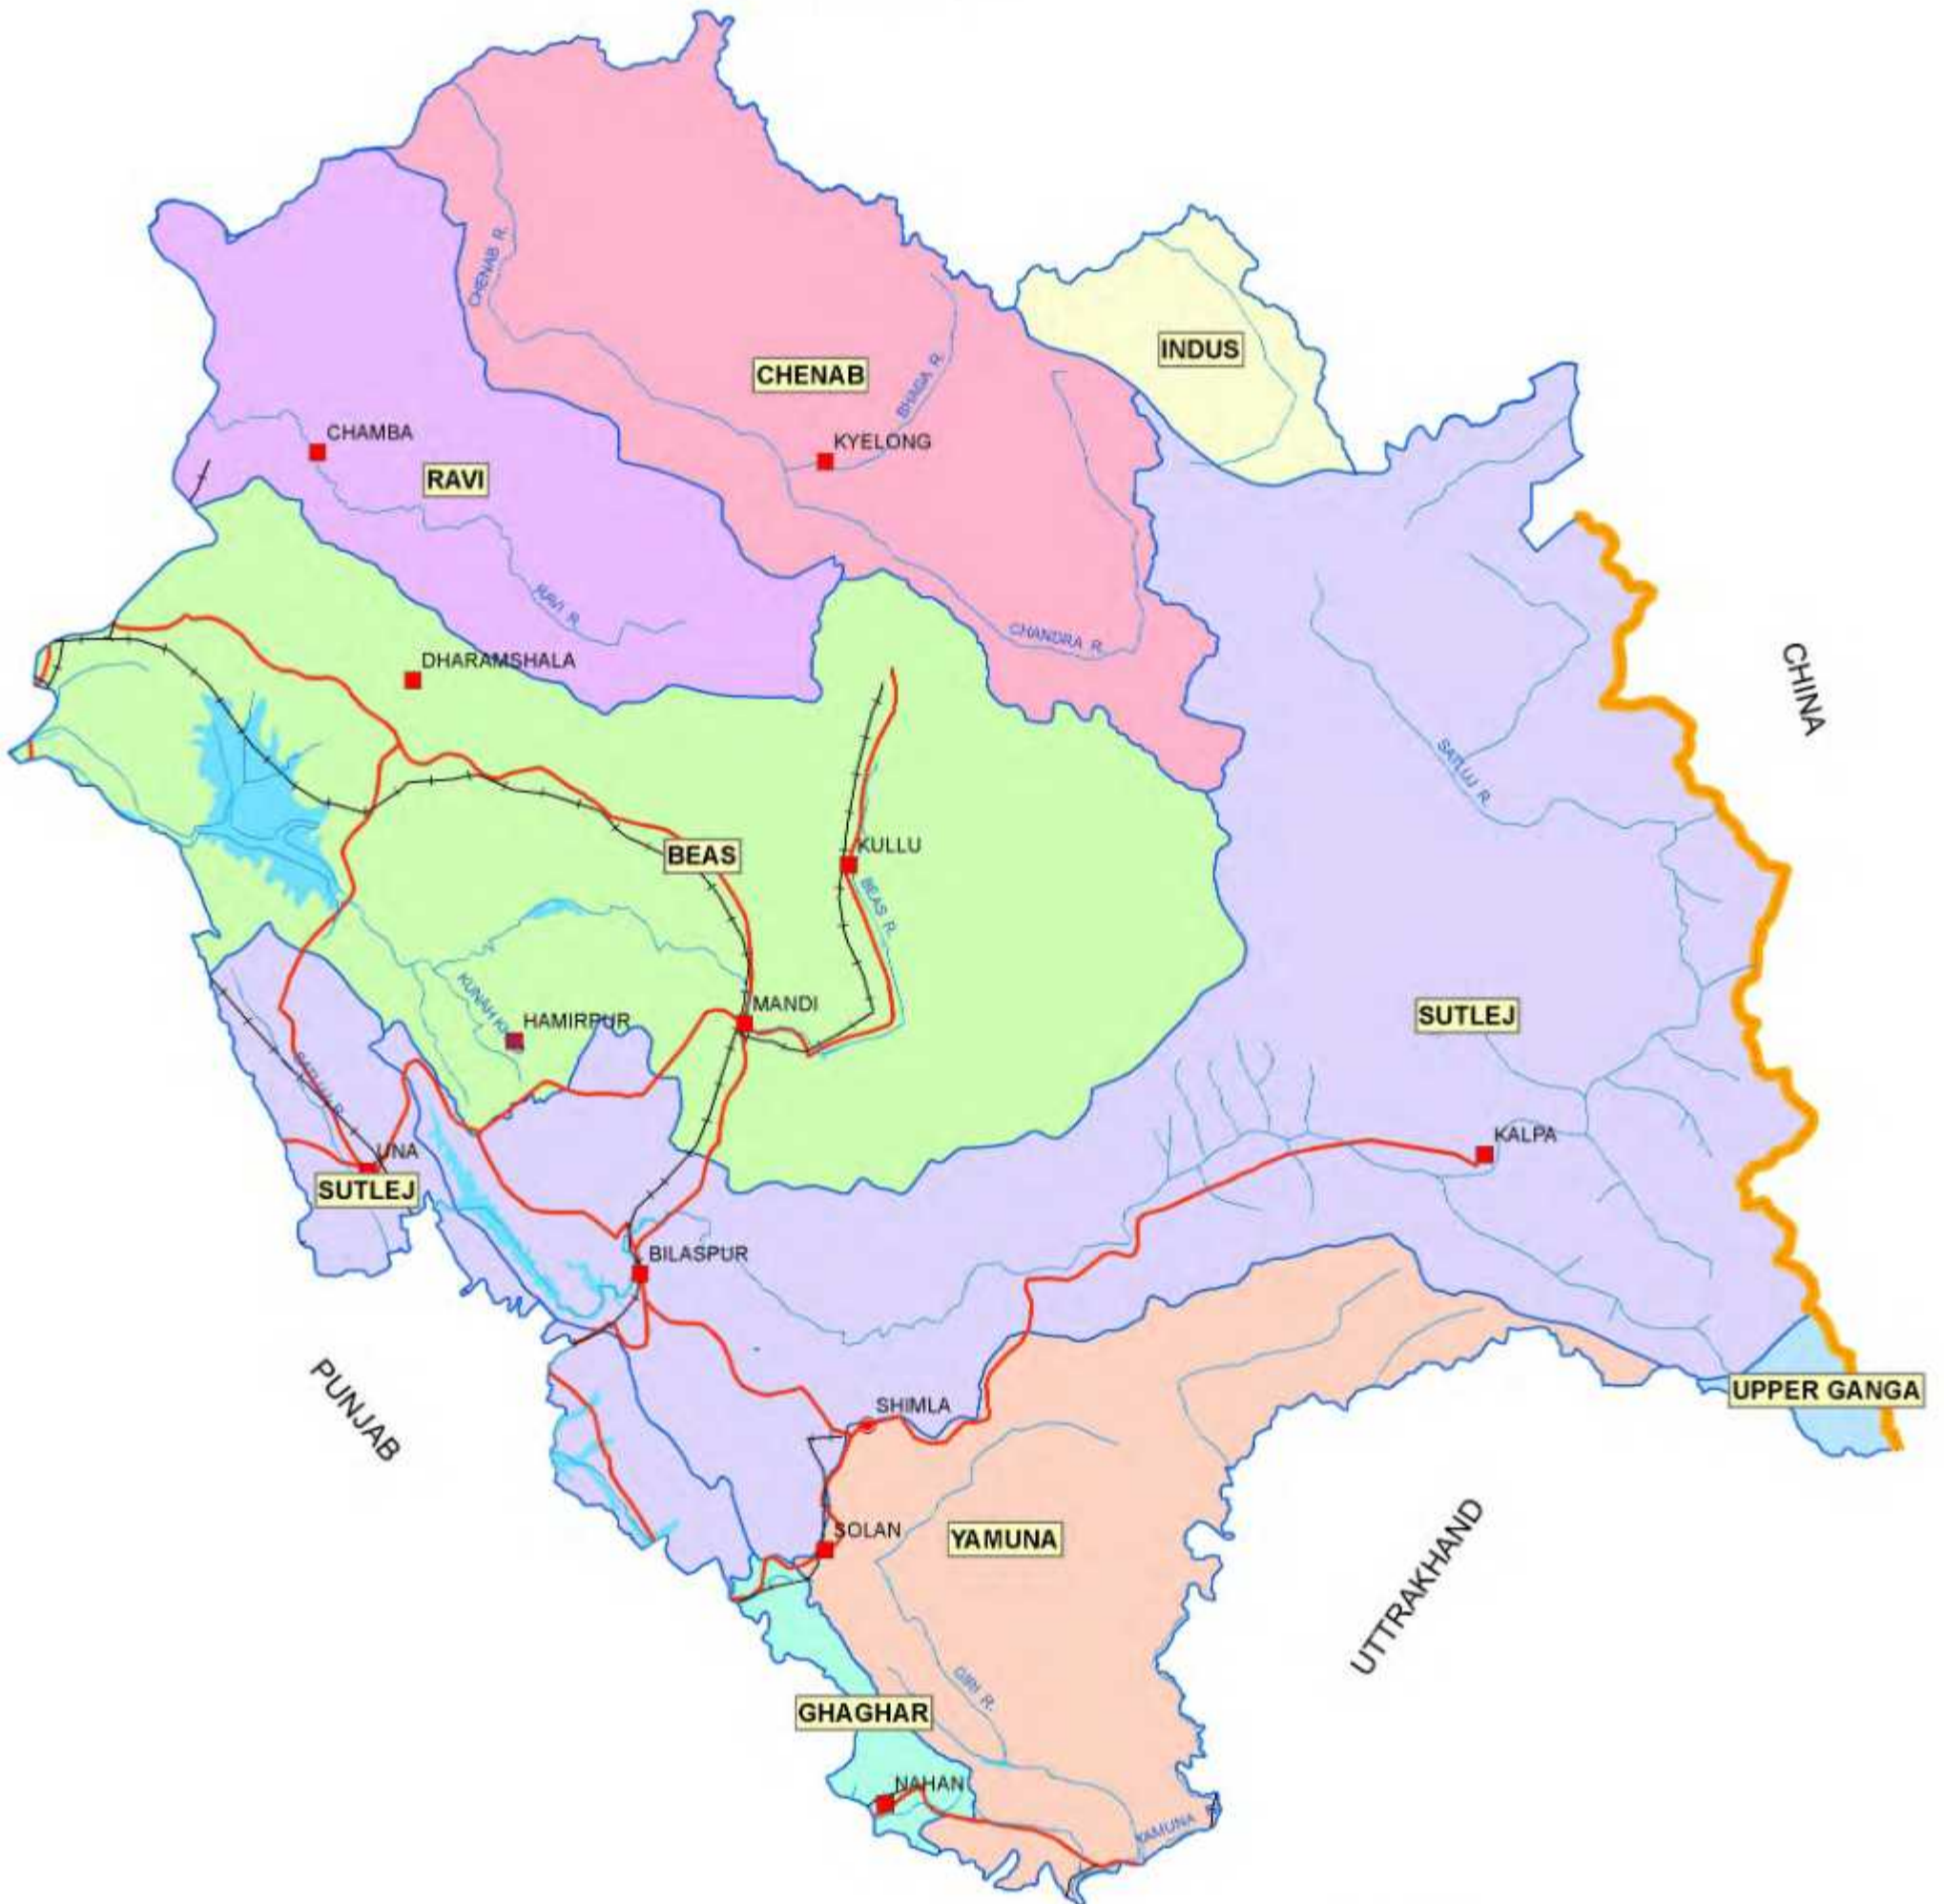 CHENAB R.
INDUS
CHENAB
BHAGA R.
CHAMBA
KYELONG
RAVI
RAVI R.
CHANDRA R.
DHARAMSHALA
CHINA
SATLUJ R.
BEAS
KULLU
BEAS R.
KUNAH
MANDI
HAMIRPUR
SUTLEJ
KALPA
UNA
SUTLEJ
BILASPUR
PUNJAB
UPPER GANGA
SHIMLA
SOLAN
YAMUNA
UTTRAKHAND
GIRI R.
GHAGHAR
NAHAN
YAMUNA